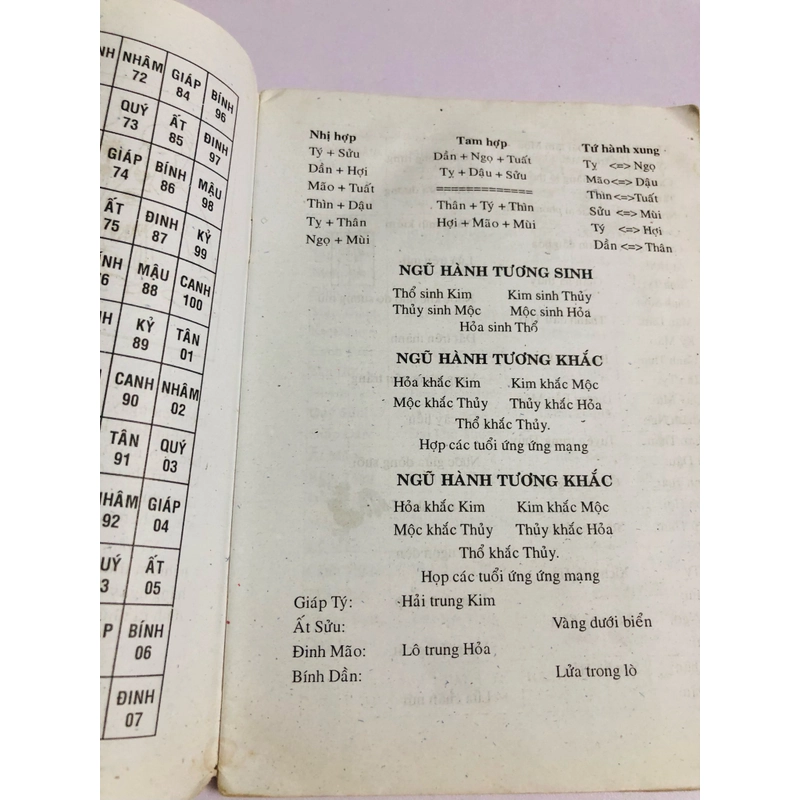 NH NHÂM GIÁP BÍNH
72 84 96
QUÝ ẤT ĐINH
73 85 97
GIÁP BÍNH MẬU
74 86 98
ẤT ĐINH KỶ
75 87 99
MẬU CANH
88 100
KỶ TÂN
89 01
CANH NHÂM
90 02
TÂN QUÝ
91 03
NHÂM GIÁP
92 04
UÝ ẤT
3 05
P BÍNH
06
ĐINH
07
Nhị hợp Tam hợp Tứ hành xung
Tý + Sửu Dần + Ngọ + Tuất Tỵ <=> Ngọ
Dần + Hợi Tỵ + Dậu + Sửu Mão<=> Dậu
Mão + Tuất ============= Thìn<=>Tuất
Thìn + Dậu Thân + Tý + Thìn Sửu <=> Mùi
Tỵ + Thân Hợi + Mão + Mùi Tý <=> Hợi
Ngọ + Mùi Dần <=> Thân
NGŨ HÀNH TƯƠNG SINH
Thổ sinh Kim Kim sinh Thủy
Thủy sinh Mộc Mộc sinh Hỏa
Hỏa sinh Thổ
NGŨ HÀNH TƯƠNG KHẮC
Hỏa khắc Kim Kim khắc Mộc
Mộc khắc Thủy Thủy khắc Hỏa
Thổ khắc Thủy.
Hợp các tuổi ứng ứng mạng
NGŨ HÀNH TƯƠNG KHẮC
Hỏa khắc Kim Kim khắc Mộc
Mộc khắc Thủy Thủy khắc Hỏa
Thổ khắc Thủy.
Họp các tuổi ứng ứng mạng
Giáp Tý: Hải trung Kim
Ất Sửu: Vàng dưới biển
Đinh Mão: Lô trung Hỏa
Bính Dần: Lửa trong lò